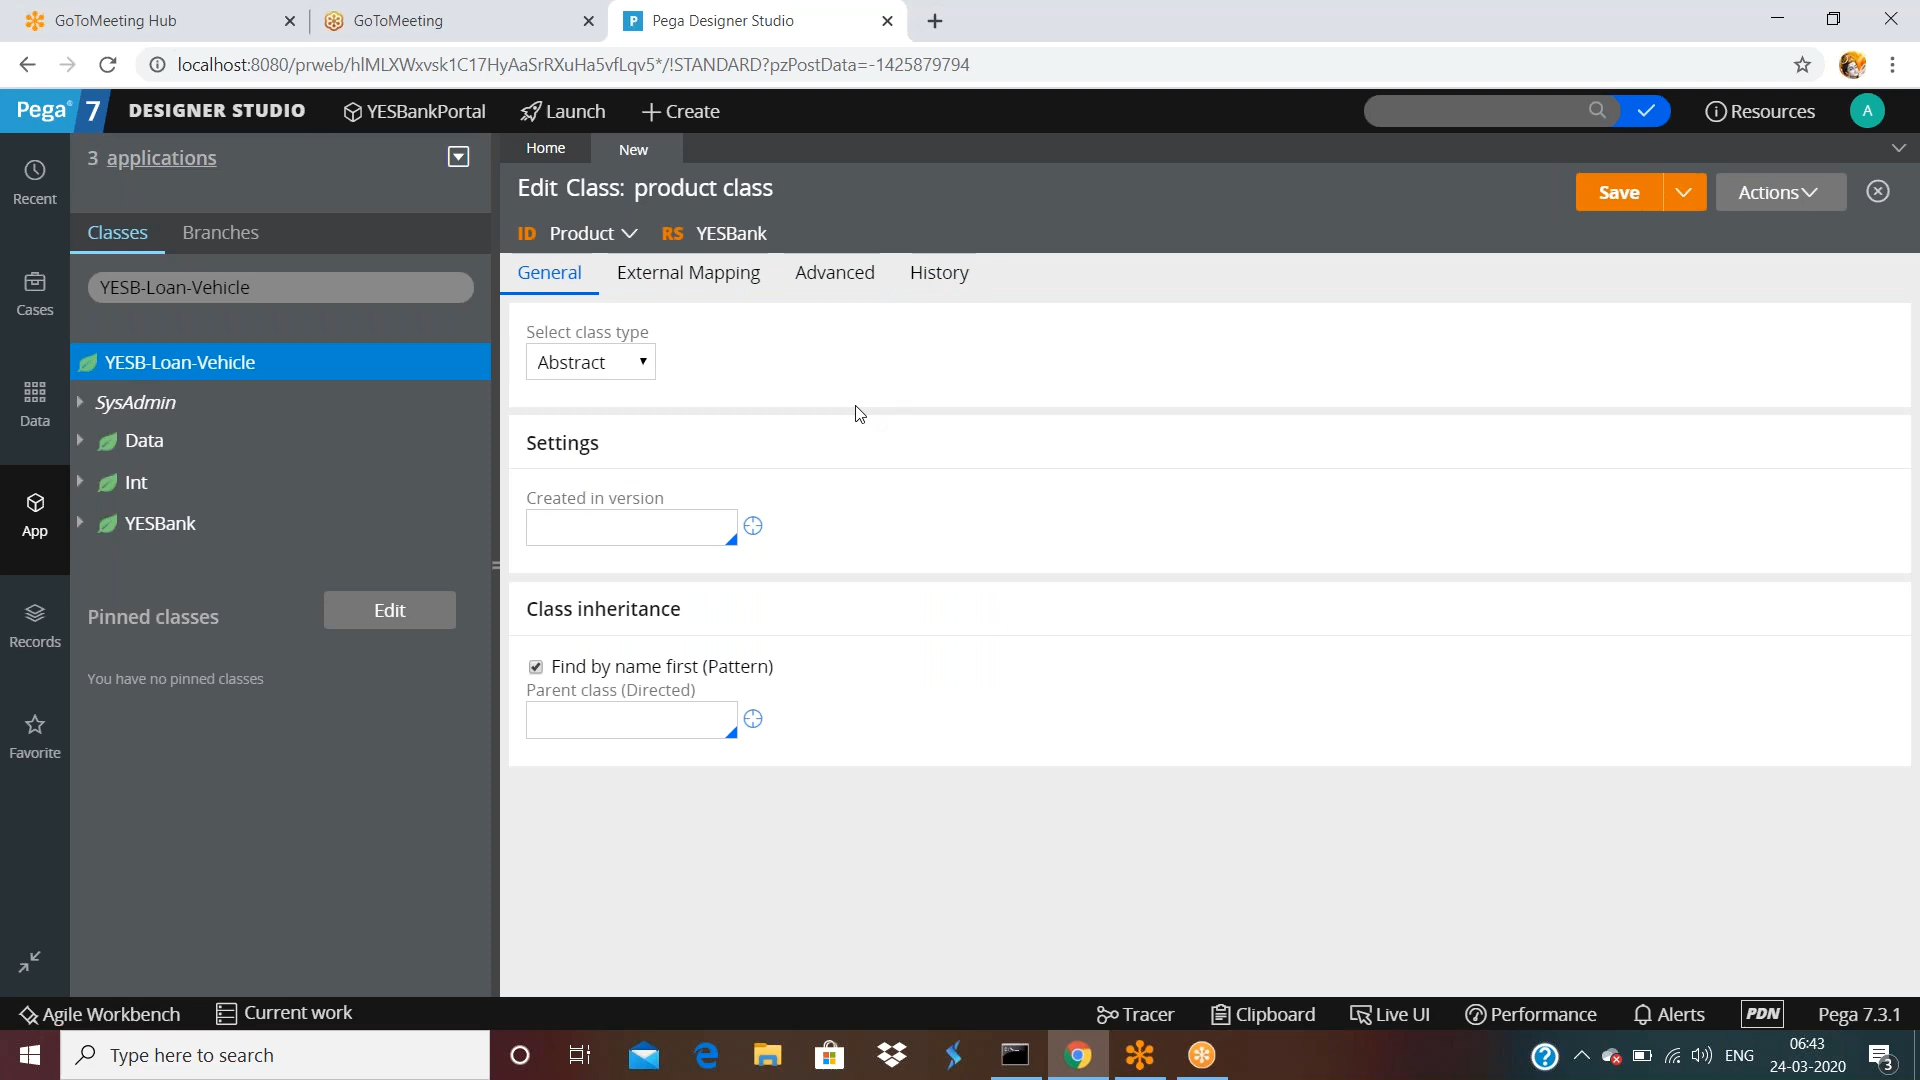 GoToMeeting Hub
GoToMeeting
Pega Designer Studio
localhost:8080/prweb/hIMLXWxvsk1C17HyAaSrRXuHa5vfLqv5*/!STANDARD?pzPostData=-1425879794
Pega 7 DESIGNER STUDIO YESBankPortal Launch Create Resources A
3 applications
Home New
Edit Class: product class
Save Actions
ID Product RS YESBank
Recent
Classes Branches
YESB-Loan-Vehicle
General External Mapping Advanced History
Cases
Select class type
Abstract
YESB-Loan-Vehicle
SysAdmin
Data
Data
Int
YESBank
Settings
Created in version
App
Class inheritance
Find by name first (Pattern)
Parent class (Directed)
Pinned classes Edit
You have no pinned classes
Records
Favorite
Agile Workbench Current work Tracer Clipboard Live UI Performance Alerts PDN Pega 7.3.1
Type here to search
ENG
06:43
24-03-2020
3